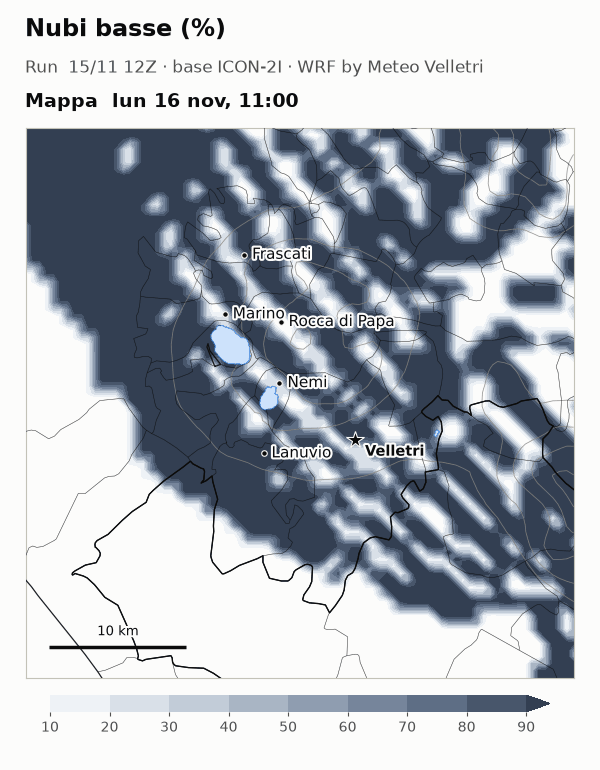 Nubi basse (%)
Run  15/11 12Z · base ICON-2I · WRF by Meteo Velletri
Mappa  lun 16 nov, 11:00
Frascati
Marino
Rocca di Papa
Nemi
Velletri
Lanuvio
10 km
10 20 30 40 50 60 70 80 90